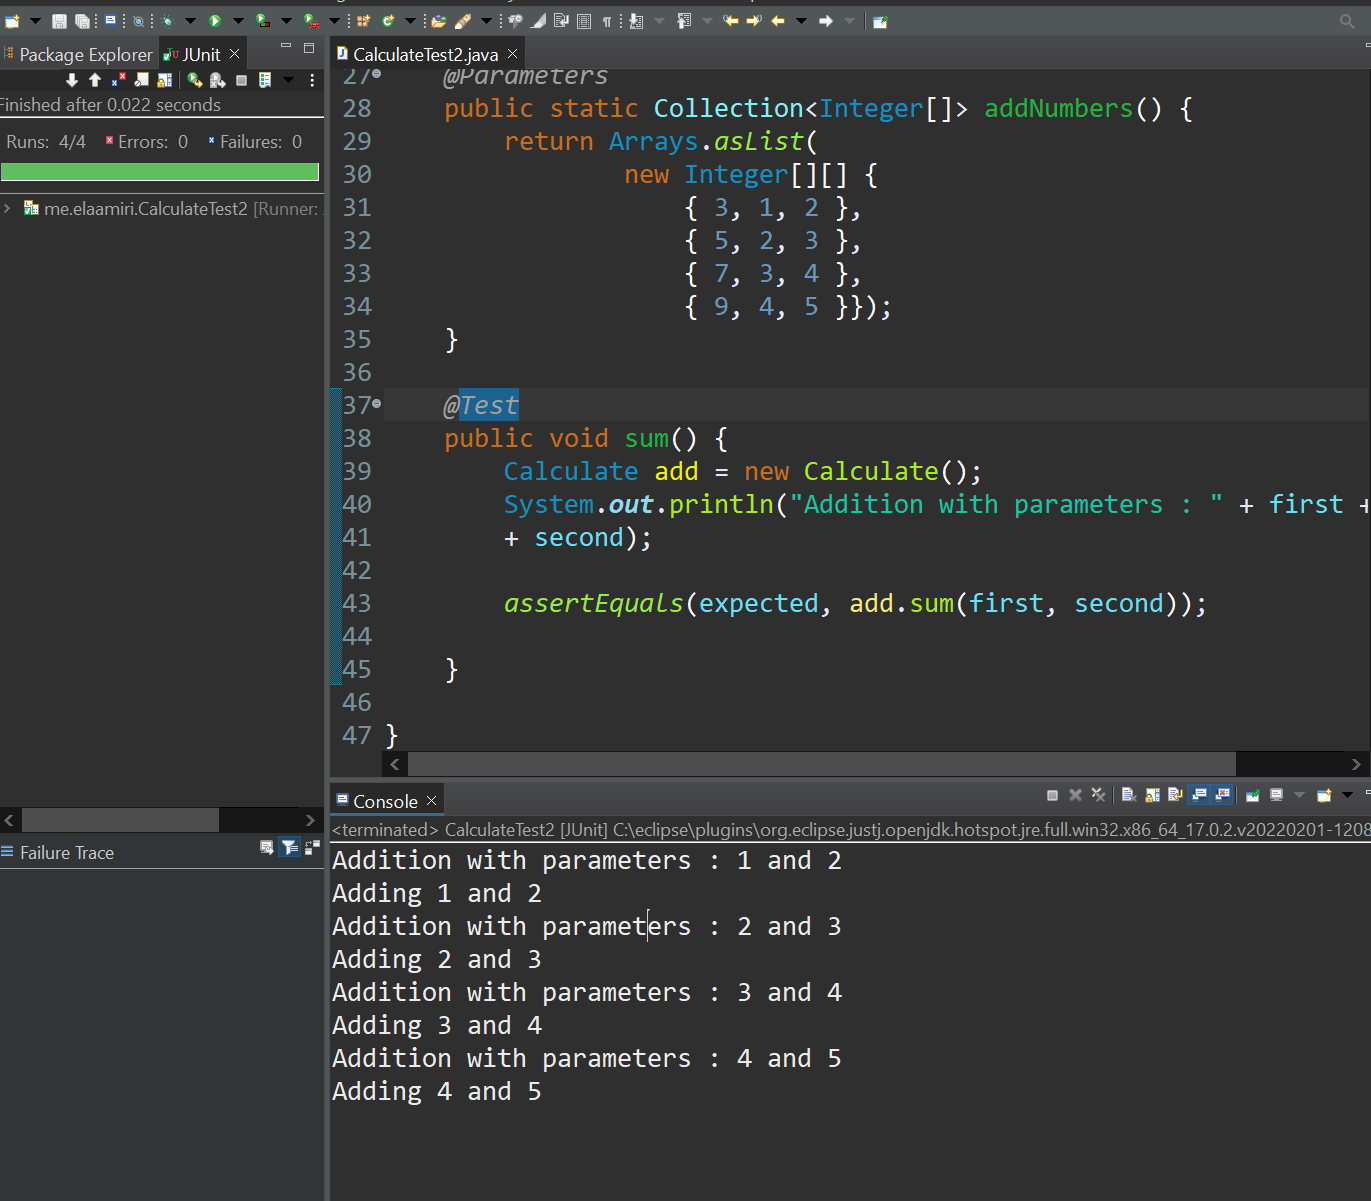 Package Explorer
JUnit
Finished after 0.022 seconds
Runs: 4/4
Errors: 0
Failures: 0
me.elaamiri.CalculateTest2 [Runner:
Failure Trace
CalculateTest2.java
27 @Parameters
28 public static Collection<Integer[]> addNumbers() {
29 return Arrays.asList(
30 new Integer[][] {
31 { 3, 1, 2 },
32 { 5, 2, 3 },
33 { 7, 3, 4 },
34 { 9, 4, 5 }});
35 }
36
37 @Test
38 public void sum() {
39 Calculate add = new Calculate();
40 System.out.println("Addition with parameters : " + first +
41 + second);
42
43 assertEquals(expected, add.sum(first, second));
44
45 }
46
47 }
Console
<terminated> CalculateTest2 [JUnit] C:\eclipse\plugins\org.eclipse.justj.openjdk.hotspot.jre.full.win32.x86_64_17.0.2.v20220201-1208
Addition with parameters : 1 and 2
Adding 1 and 2
Addition with parameters : 2 and 3
Adding 2 and 3
Addition with parameters : 3 and 4
Adding 3 and 4
Addition with parameters : 4 and 5
Adding 4 and 5